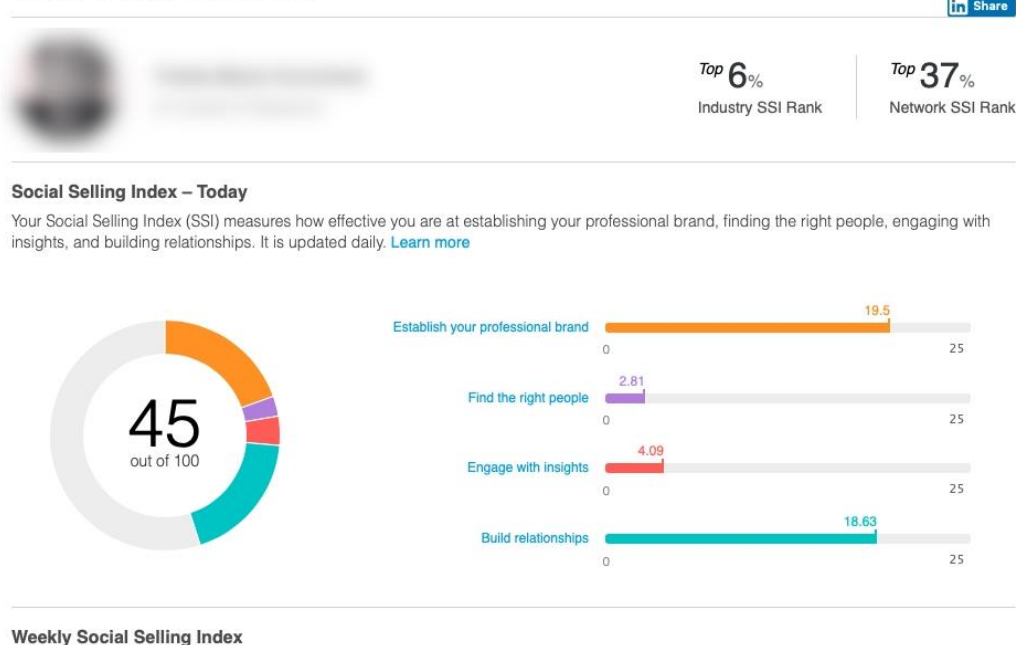 in Share
Top 6%
Industry SSI Rank
Top 37%
Network SSI Rank
Social Selling Index – Today
Your Social Selling Index (SSI) measures how effective you are at establishing your professional brand, finding the right people, engaging with
insights, and building relationships. It is updated daily. Learn more
45
out of 100
Establish your professional brand
19.5
0
25
Find the right people
2.81
0
25
Engage with insights
4.09
0
25
Build relationships
18.63
0
25
Weekly Social Selling Index